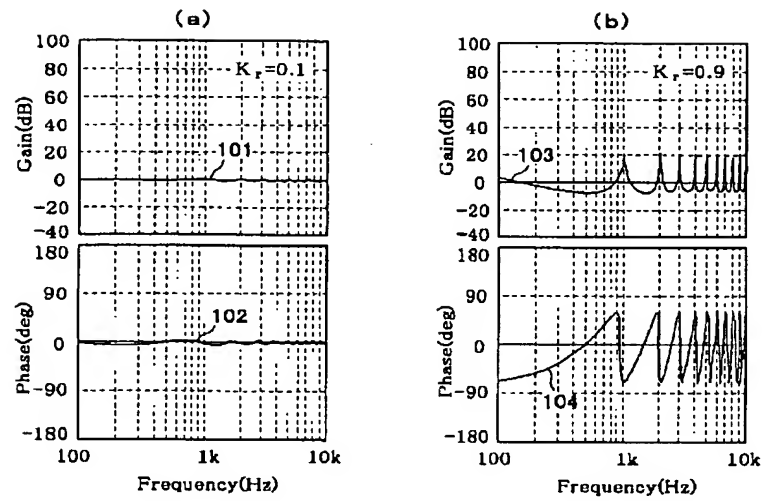 (a)
100
80
60
40
20
0
-20
-40
Gain(dB)
K r=0.1
101
180
90
0
-90
-180
Phase(deg)
102
100
1k
10k
Frequency(Hz)
(b)
100
80
60
40
20
0
-20
-40
Gain(dB)
K r=0.9
103
180
90
0
-90
-180
Phase(deg)
104
100
1k
10k
Frequency(Hz)